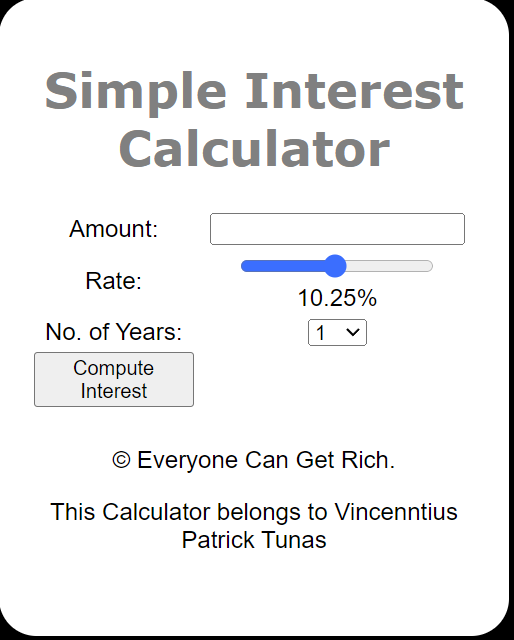 Simple Interest
Calculator
Amount:
Rate:
10.25%
No. of Years:
1
Compute
Interest
© Everyone Can Get Rich.
This Calculator belongs to Vincenntius
Patrick Tunas